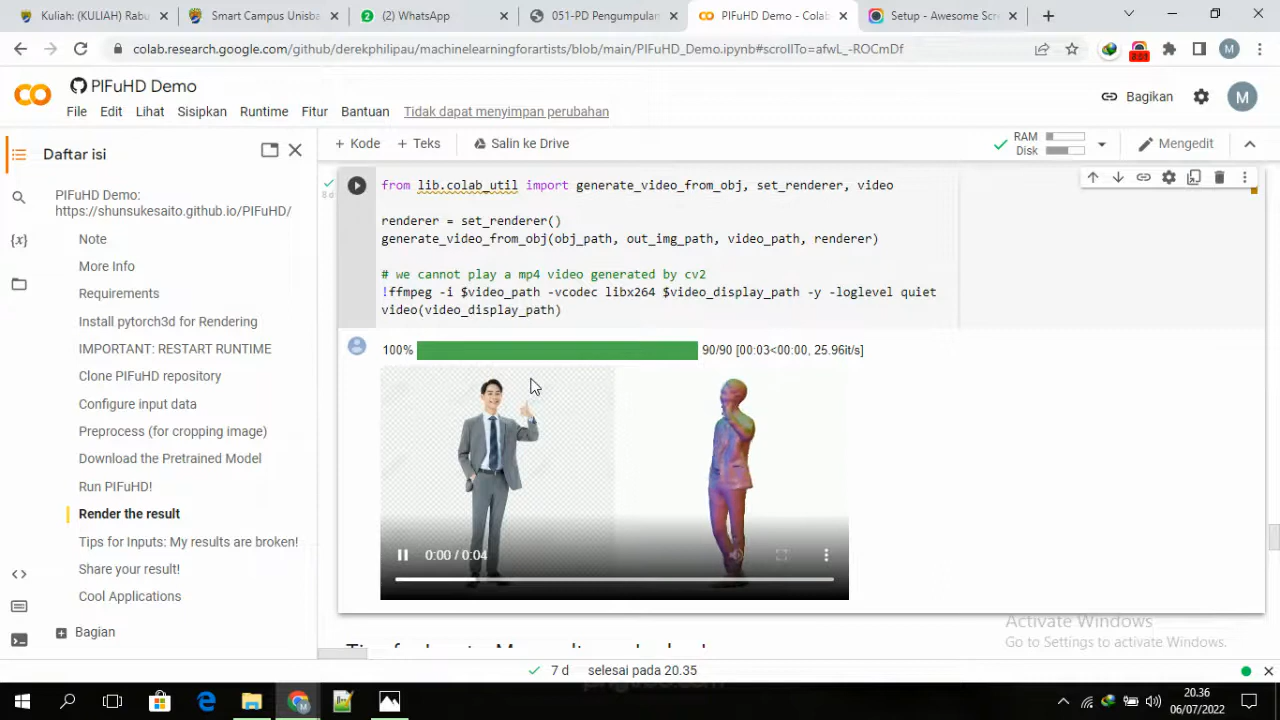 Kuliah: (KULIAH) Rabu
Smart Campus Unisba
(2) WhatsApp
051-PD Pengumpulan
PIFuHD Demo - Colab
Setup - Awesome Scre
colab.research.google.com/github/derekphilipau/machinelearningforartists/blob/main/PIFuHD_Demo.ipynb#scrollTo=afwL_-ROCmDf
M
PIFuHD Demo
Bagikan
M
File Edit Lihat Sisipkan Runtime Fitur Bantuan Tidak dapat menyimpan perubahan
Daftar isi
+ Kode + Teks Salin ke Drive
RAM
Disk
Mengedit
PIFuHD Demo:
https://shunsukesaito.github.io/PIFuHD/
Note
More Info
Requirements
Install pytorch3d for Rendering
IMPORTANT: RESTART RUNTIME
Clone PIFuHD repository
Configure input data
Preprocess (for cropping image)
Download the Pretrained Model
Run PIFuHD!
Render the result
Tips for Inputs: My results are broken!
Share your result!
Cool Applications
Bagian
{x}
8 d
from lib.colab_util import generate_video_from_obj, set_renderer, video
renderer = set_renderer()
generate_video_from_obj(obj_path, out_img_path, video_path, renderer)
# we cannot play a mp4 video generated by cv2
!ffmpeg -i $video_path -vcodec libx264 $video_display_path -y -loglevel quiet
video(video_display_path)
100% 90/90 [00:03<00:00, 25.96it/s]
0:00 / 0:04
Activate Windows
Go to Settings to activate Windows.
7 d selesai pada 20.35
20.36
06/07/2022